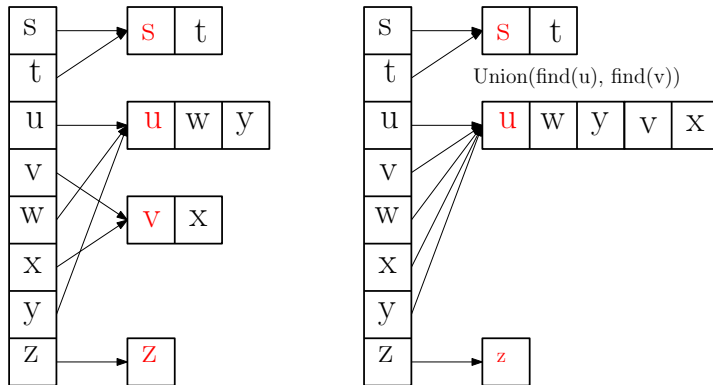 s
t
u
v
w
x
y
z
s t
u w y
v x
z
s
t
u
v
w
x
y
z
s t
Union(find(u), find(v))
u w y v x
z